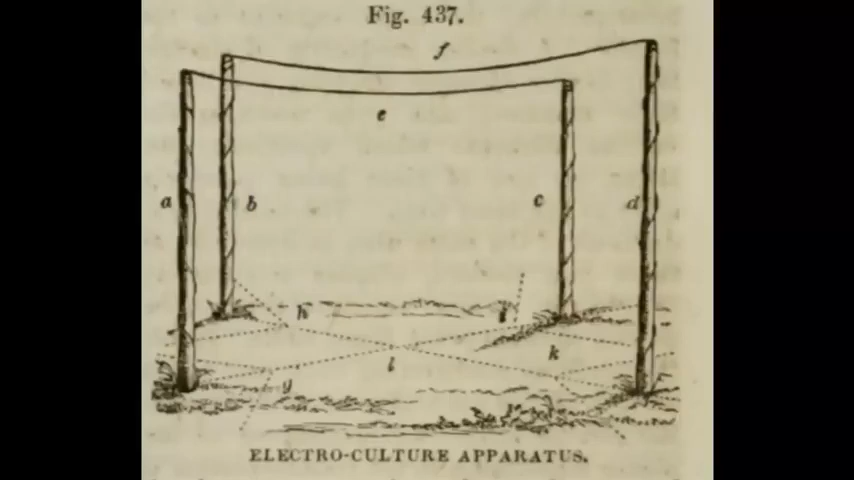 Fig. 437.
f
e
a b c d
h i
l k
g
ELECTRO-CULTURE APPARATUS.